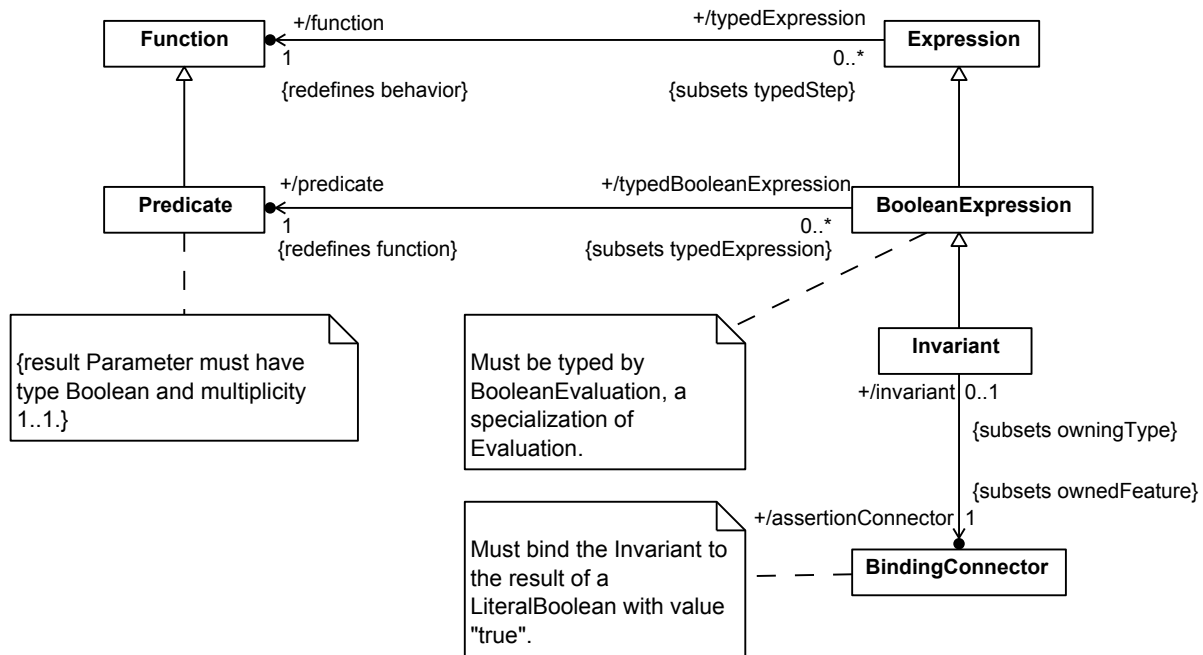 +/function
+/typedExpression
Function
Expression
1
0..*
{redefines behavior}
{subsets typedStep}
+/predicate
+/typedBooleanExpression
Predicate
BooleanExpression
1
0..*
{redefines function}
{subsets typedExpression}
{result Parameter must have
type Boolean and multiplicity
1..1.}
Must be typed by
BooleanEvaluation, a
specialization of
Evaluation.
Invariant
+/invariant
0..1
{subsets owningType}
{subsets ownedFeature}
+/assertionConnector
1
BindingConnector
Must bind the Invariant to
the result of a
LiteralBoolean with value
"true".